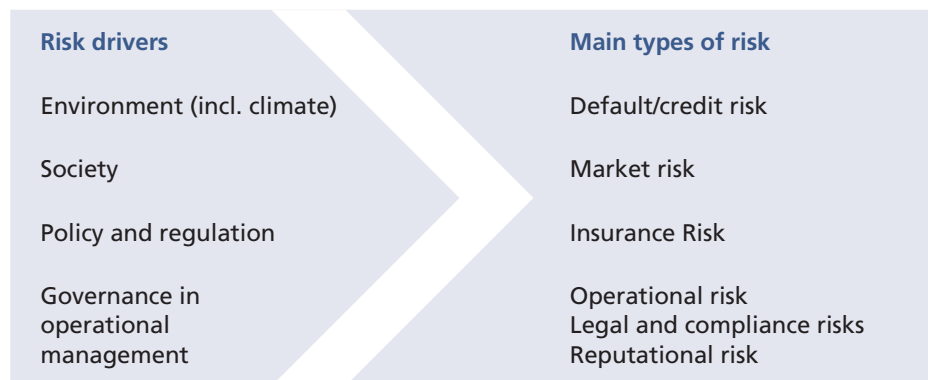 Risk drivers
Environment (incl. climate)
Society
Policy and regulation
Governance in
operational
management
Main types of risk
Default/credit risk
Market risk
Insurance Risk
Operational risk
Legal and compliance risks
Reputational risk